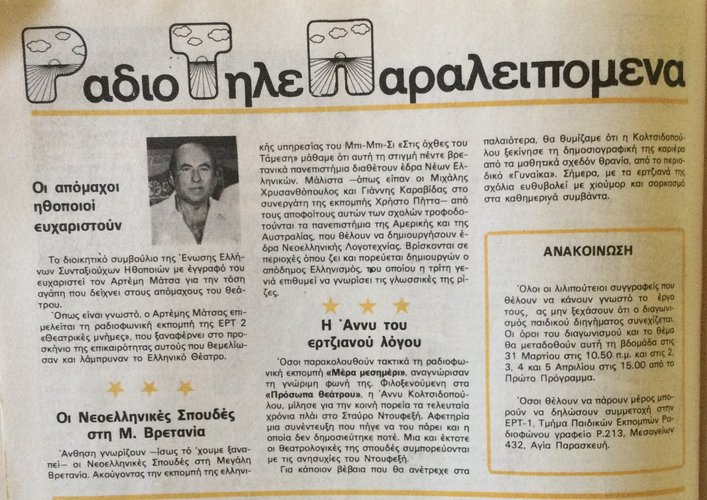 Ραδιο Τηλε Παραλειπομενα
Οι απόμαχοι
ηθοποιοί
ευχαριστούν
Το διοικητικό συμβούλιο της Ένωσης Ελλή-
νων Συνταξιούχων Ηθοποιών με έγγραφό του
ευχαριστεί τον Αρτέμη Μάτσα για την τόση
αγάπη που δείχνει στους απόμαχους του θεά-
τρου.
Όπως είναι γνωστό, ο Αρτέμης Μάτσας επι-
μελείται τη ραδιοφωνική εκπομπή της ΕΡΤ 2
«Θεατρικές μνήμες», που ξαναφέρει στο προ-
σκήνιο της επικαιρότητας αυτούς που θεμελίω-
σαν και λάμπρυναν το Ελληνικό Θέατρο.
Οι Νεοελληνικές Σπουδές
στη Μ. Βρετανία
Άνθηση γνωρίζουν —ίσως τό 'χουμε ξανα-
πεί— οι Νεοελληνικές Σπουδές στη Μεγάλη
Βρετανία. Ακούγοντας την εκπομπή της ελληνι-
κής υπηρεσίας του Μπι-Μπι-Σι «Στις όχθες του
Τάμεση» μάθαμε ότι αυτή τη στιγμή πέντε βρε-
τανικά πανεπιστήμια διαθέτουν έδρα Νέων Ελ-
ληνικών. Μάλιστα —όπως είπαν οι Μιχάλης
Χρυσανθόπουλος και Γιάννης Καραβίδας στο
συνεργάτη της εκπομπής Χρήστο Πήττα— από
τους αποφοίτους αυτών των σχολών τροφοδο-
τούνται τα πανεπιστήμια της Αμερικής και της
Αυστραλίας, που θέλουν να δημιουργήσουν
έδρα Νεοελληνικής Λογοτεχνίας. Βρίσκονται σε
περιοχές όπου ζει και πορεύεται δημιουργών ο
απόδημος Ελληνισμός, του οποίου η τρίτη γε-
νιά επιθυμεί να γνωρίσει τις γλωσσικές της ρί-
ζες.
Η Άννυ του
ερτζιανού λόγου
Όσοι παρακολουθούν τακτικά τη ραδιοφω-
νική εκπομπή «Μέρα μεσημέρι», αναγνώρισαν
τη γνώριμη φωνή της. Φιλοξενούμενη στα
«Πρόσωπα θεάτρου», η Άννυ Κολτσιδοπού-
λου, μίλησε για την κοινή πορεία τα τελευταία
χρόνια πλάι στο Σταύρο Ντουφεξή. Αφετηρία
μια συνέντευξη που πήγε να του πάρει και η
οποία δεν δημοσιεύτηκε ποτέ. Μια και έκτοτε
οι θεατρολογικές της σπουδές συμπορεύονται
με τις ανησυχίες του Ντουφεξή.
Για κάποιον βέβαια που θα ανέτρεχε στα
παλαιότερα, θα θυμίζαμε ότι η Κολτσιδοπού-
λου ξεκίνησε τη δημοσιογραφική της καριέρα
από τα μαθητικά σχεδόν θρανία, από το περιο-
δικό «Γυναίκα». Σήμερα, με τα ερτζιανά της
σχόλια ευθυβολεί με χιούμορ και σαρκασμό
στα καθημερινά συμβάντα.
ΑΝΑΚΟΙΝΩΣΗ
Όλοι οι λιλιπούτειοι συγγραφείς που
θέλουν να κάνουν γνωστό το έργο
τους, ας μην ξεχάσουν ότι ο διαγωνι-
σμός παιδικού διηγήματος συνεχίζεται.
Οι όροι του διαγωνισμού και το θέμα
θα μεταδοθούν αυτή τη βδομάδα στις
31 Μαρτίου στις 10.50 π.μ. και στις 2,
3, 4 και 5 Απριλίου στις 15.00 από το
Πρώτο Πρόγραμμα.
Όσοι θέλουν να πάρουν μέρος μπο-
ρούν να δηλώσουν συμμετοχή στην
ΕΡΤ-1, Τμήμα Παιδικών Εκπομπών Ρα-
διοφώνου γραφείο Ρ.213, Μεσογείων
432, Αγία Παρασκευή.